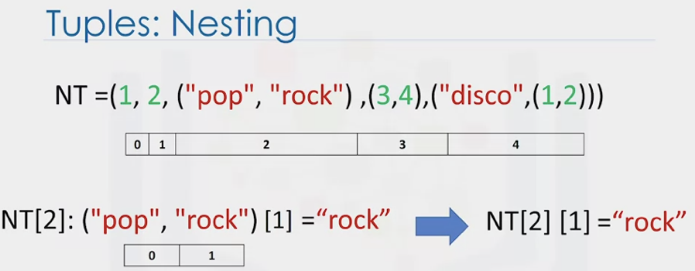 Tuples: Nesting
NT =(1, 2, ("pop", "rock") ,(3,4),("disco",(1,2)))
0 1 2 3 4
NT[2]: ("pop", "rock") [1] =“rock” NT[2] [1] =“rock”
0 1